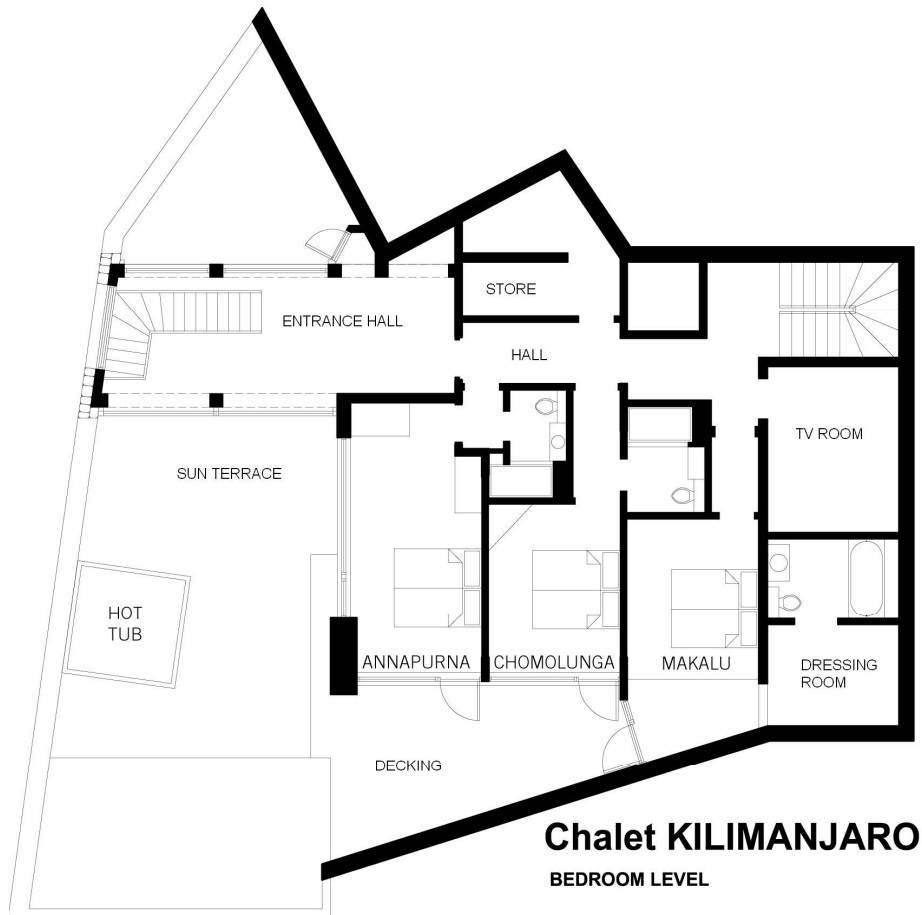 STORE
ENTRANCE HALL
HALL
TV ROOM
SUN TERRACE
HOT
TUB
ANNAPURNA
CHOMOLUNGA
MAKALU
DRESSING
ROOM
DECKING
Chalet KILIMANJARO
BEDROOM LEVEL